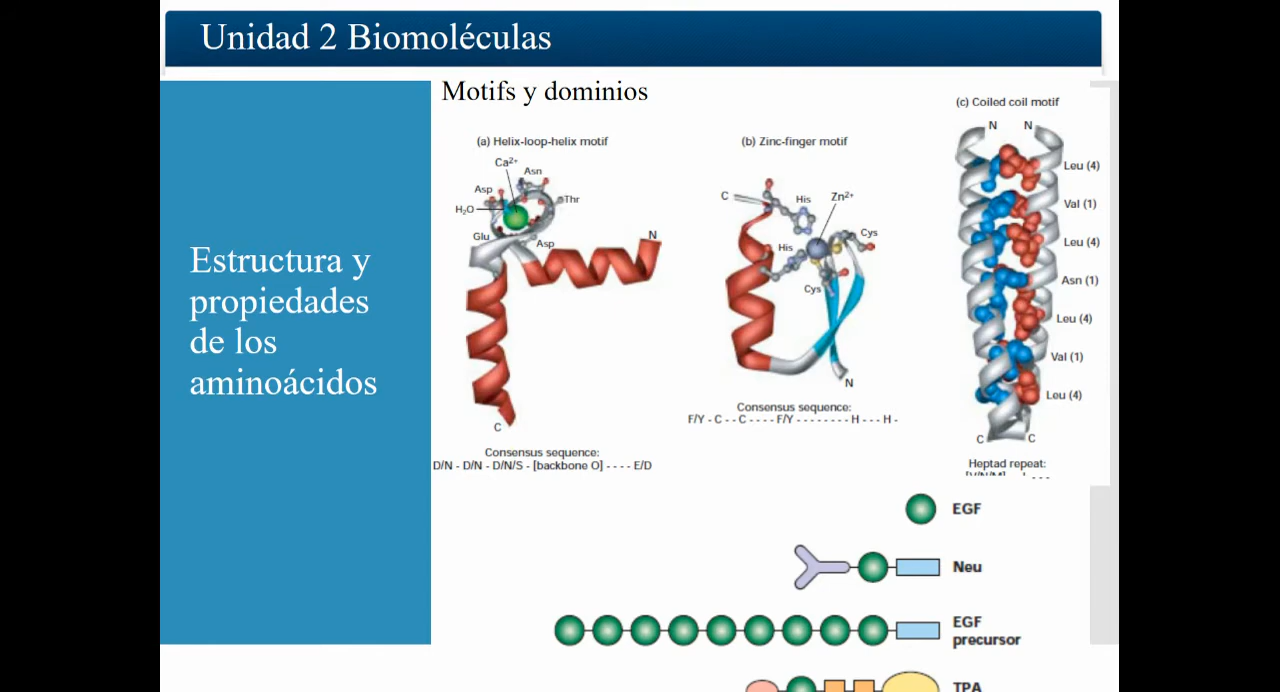 Unidad 2 Biomoléculas
Estructura y
propiedades
de los
aminoácidos
Motifs y dominios
(a) Helix-loop-helix motif
Ca2+
Asn
Asp
Thr
H2O
Glu
Asp
N
C
Consensus sequence:
D/N - D/N - D/N/S - [backbone O] - - - - E/D
(b) Zinc-finger motif
C
His
Zn2+
Cys
His
Cys
N
Consensus sequence:
F/Y - C - - C - - - - F/Y - - - - - - - - H - - - H -
(c) Coiled coil motif
N N
Leu (4)
Val (1)
Leu (4)
Asn (1)
Leu (4)
Val (1)
Leu (4)
C C
Heptad repeat:
EGF
Neu
EGF
precursor
TPA